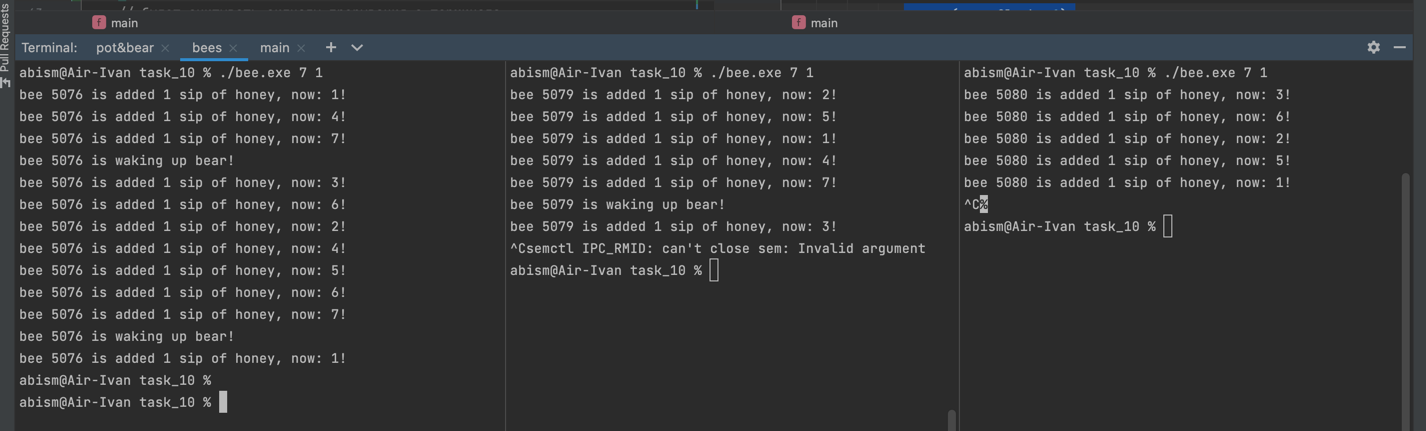 main
main
Pull Requests
Terminal: pot&bear × bees × main × +
abism@Air-Ivan task_10 % ./bee.exe 7 1
bee 5076 is added 1 sip of honey, now: 1!
bee 5076 is added 1 sip of honey, now: 4!
bee 5076 is added 1 sip of honey, now: 7!
bee 5076 is waking up bear!
bee 5076 is added 1 sip of honey, now: 3!
bee 5076 is added 1 sip of honey, now: 6!
bee 5076 is added 1 sip of honey, now: 2!
bee 5076 is added 1 sip of honey, now: 4!
bee 5076 is added 1 sip of honey, now: 5!
bee 5076 is added 1 sip of honey, now: 6!
bee 5076 is added 1 sip of honey, now: 7!
bee 5076 is waking up bear!
bee 5076 is added 1 sip of honey, now: 1!
abism@Air-Ivan task_10 %
abism@Air-Ivan task_10 %
abism@Air-Ivan task_10 % ./bee.exe 7 1
bee 5079 is added 1 sip of honey, now: 2!
bee 5079 is added 1 sip of honey, now: 5!
bee 5079 is added 1 sip of honey, now: 1!
bee 5079 is added 1 sip of honey, now: 4!
bee 5079 is added 1 sip of honey, now: 7!
bee 5079 is waking up bear!
bee 5079 is added 1 sip of honey, now: 3!
^Csemctl IPC_RMID: can't close sem: Invalid argument
abism@Air-Ivan task_10 %
abism@Air-Ivan task_10 % ./bee.exe 7 1
bee 5080 is added 1 sip of honey, now: 3!
bee 5080 is added 1 sip of honey, now: 6!
bee 5080 is added 1 sip of honey, now: 2!
bee 5080 is added 1 sip of honey, now: 5!
bee 5080 is added 1 sip of honey, now: 1!
^C%
abism@Air-Ivan task_10 %